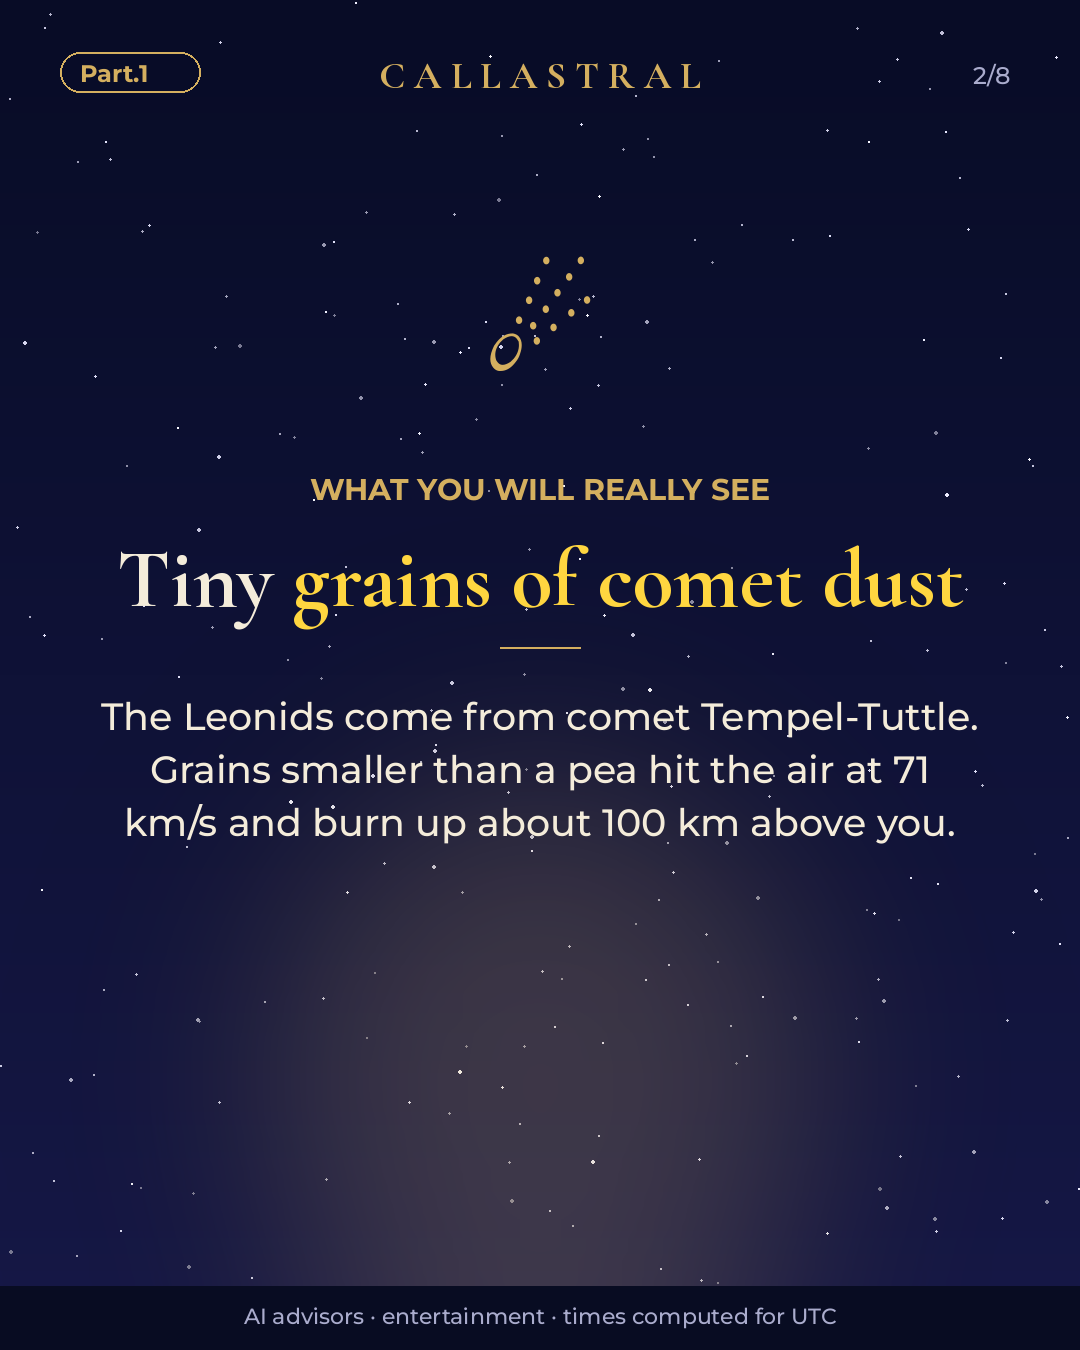 Part.1
CALLASTRAL
2/8
WHAT YOU WILL REALLY SEE
Tiny grains of comet dust
The Leonids come from comet Tempel-Tuttle.
Grains smaller than a pea hit the air at 71
km/s and burn up about 100 km above you.
AI advisors · entertainment · times computed for UTC